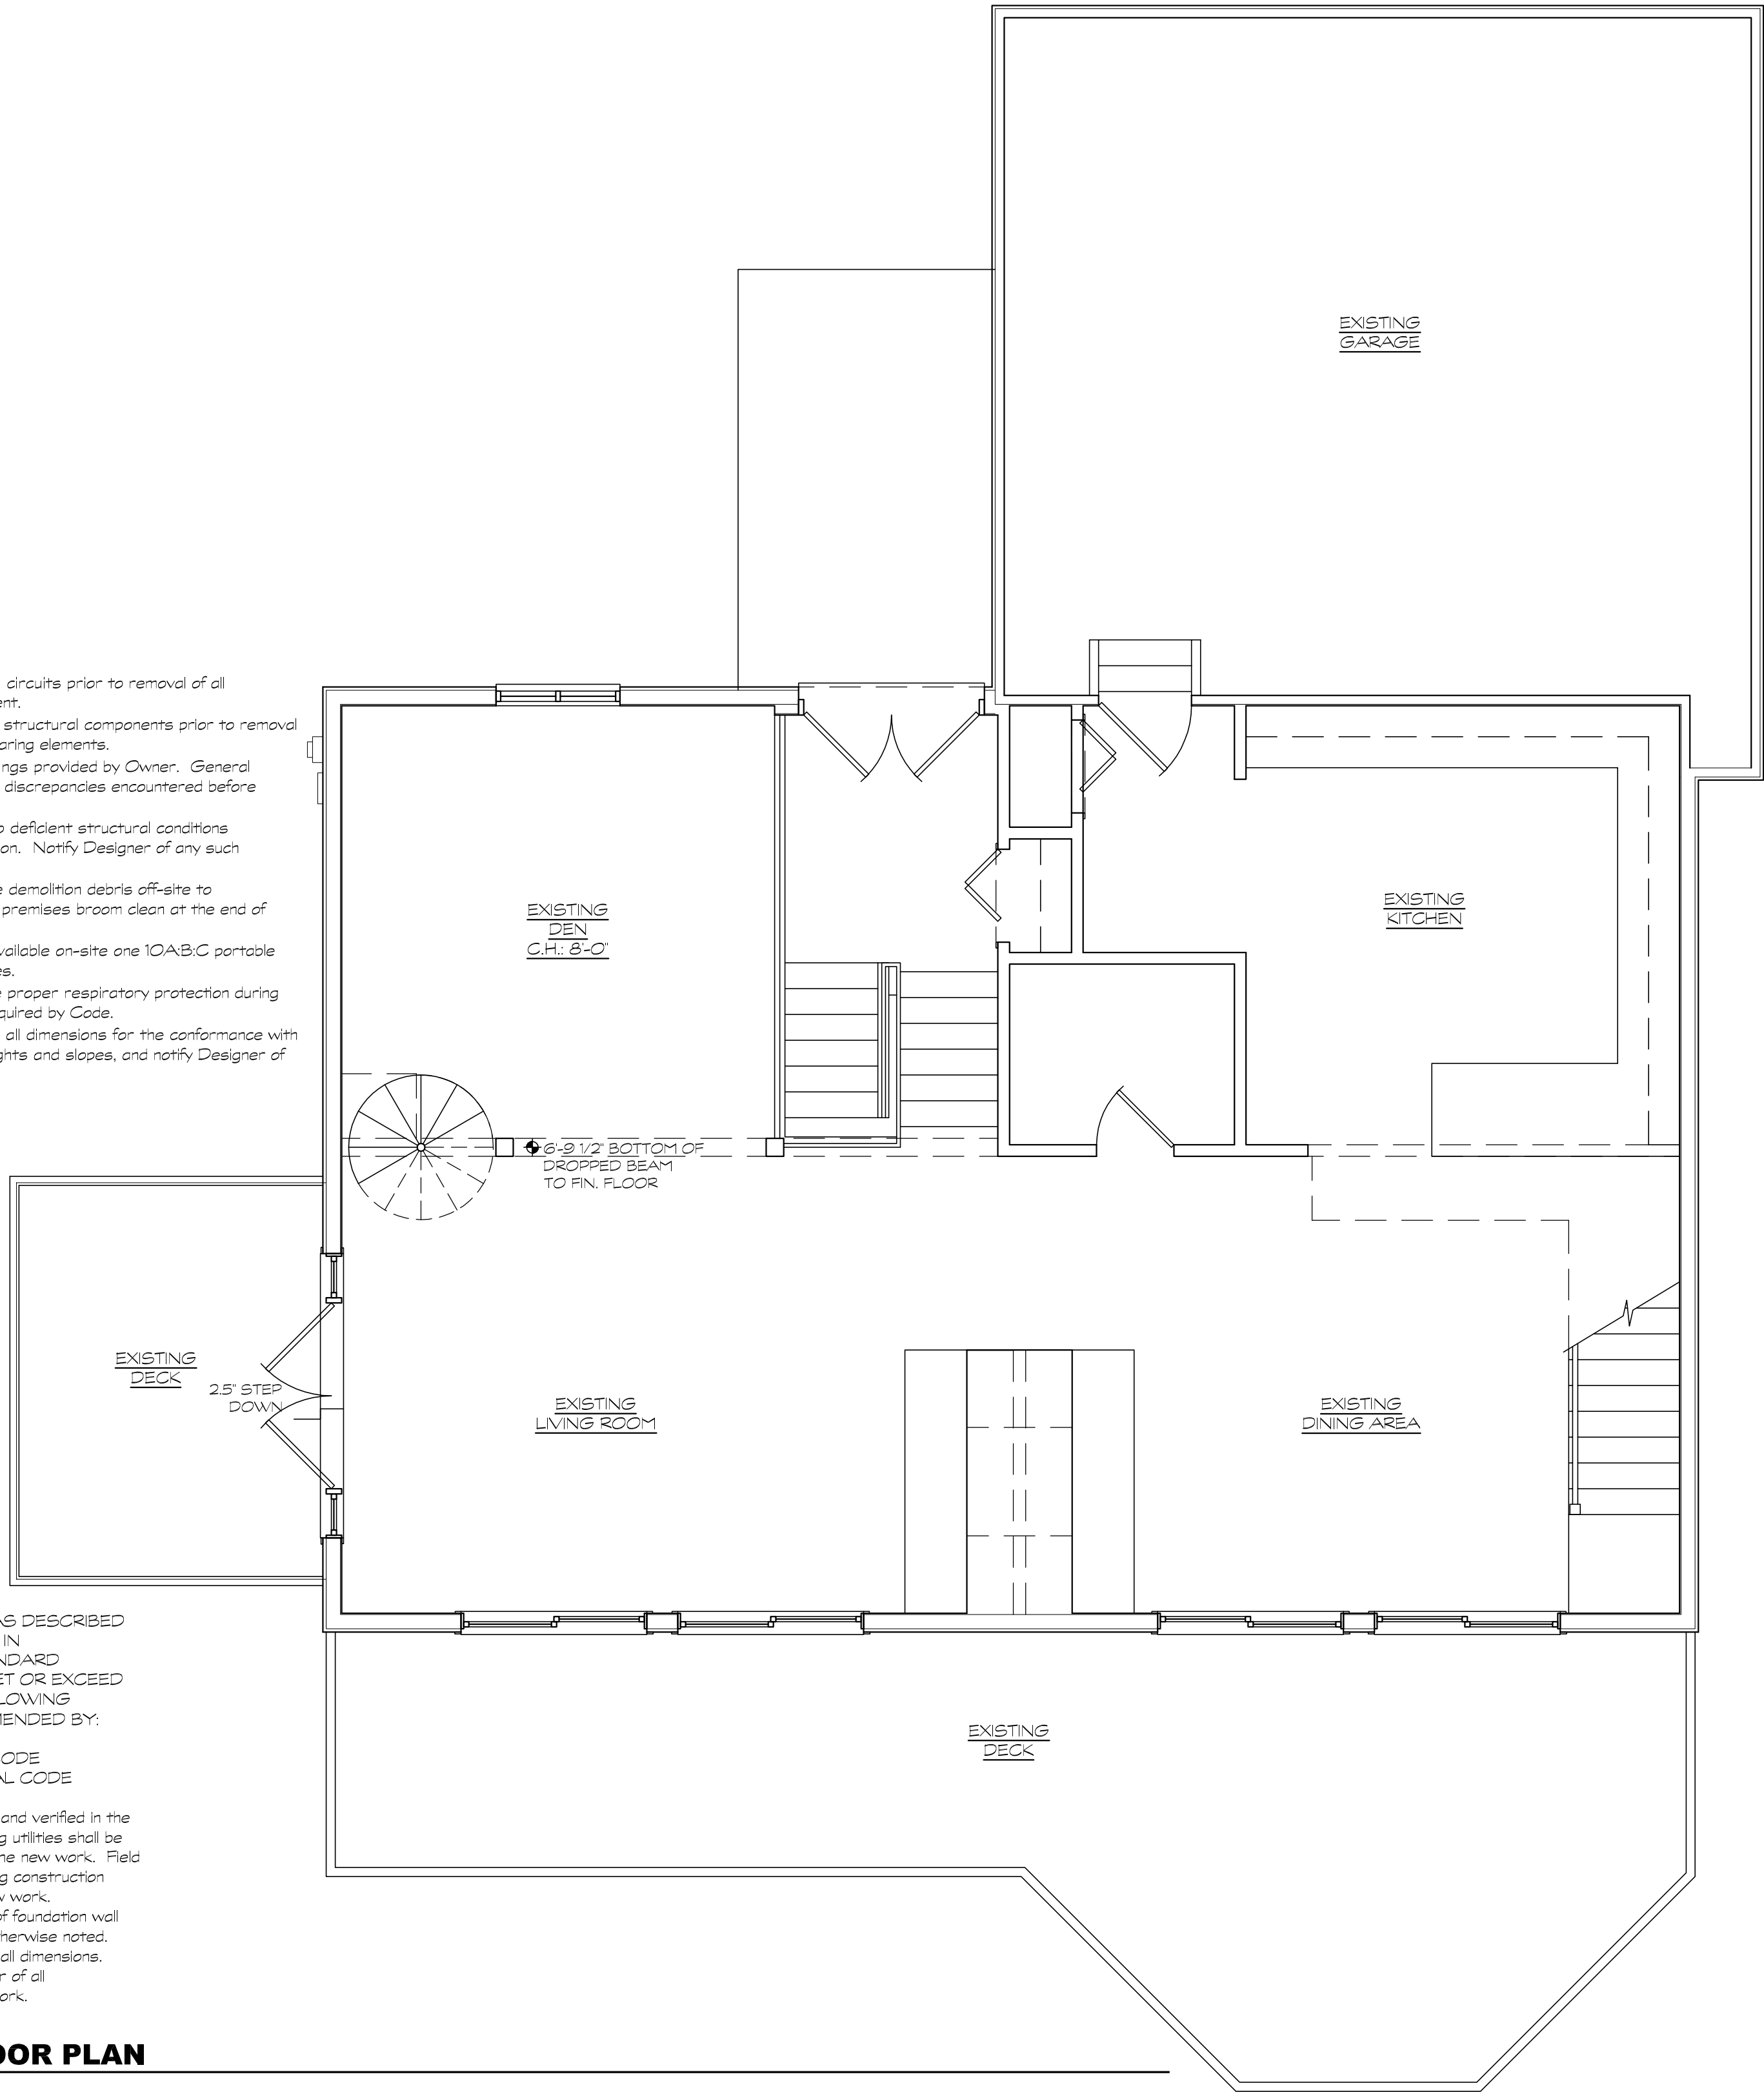 EXISTING
GARAGE
circuits prior to removal of all
ent.
structural components prior to removal
aring elements.
ngs provided by Owner.  General
discrepancies encountered before
o deficient structural conditions
on.  Notify Designer of any such
e demolition debris off-site to
premises broom clean at the end of
vailable on-site one 10A:B:C portable
es.
e proper respiratory protection during
quired by Code.
all dimensions for the conformance with
ghts and slopes, and notify Designer of
EXISTING
DEN
C.H.: 8'-0"
EXISTING
KITCHEN
6'-9 1/2" BOTTOM OF
DROPPED BEAM
TO FIN. FLOOR
EXISTING
DECK
2.5" STEP
DOWN
EXISTING
LIVING ROOM
EXISTING
DINING AREA
AS DESCRIBED
IN
NDARD
ET OR EXCEED
LOWING
MENDED BY:
ODE
AL CODE
and verified in the
g utilities shall be
he new work.  Field
g construction
w work.
of foundation wall
herwise noted.
all dimensions.
r of all
ork.
EXISTING
DECK
OOR PLAN